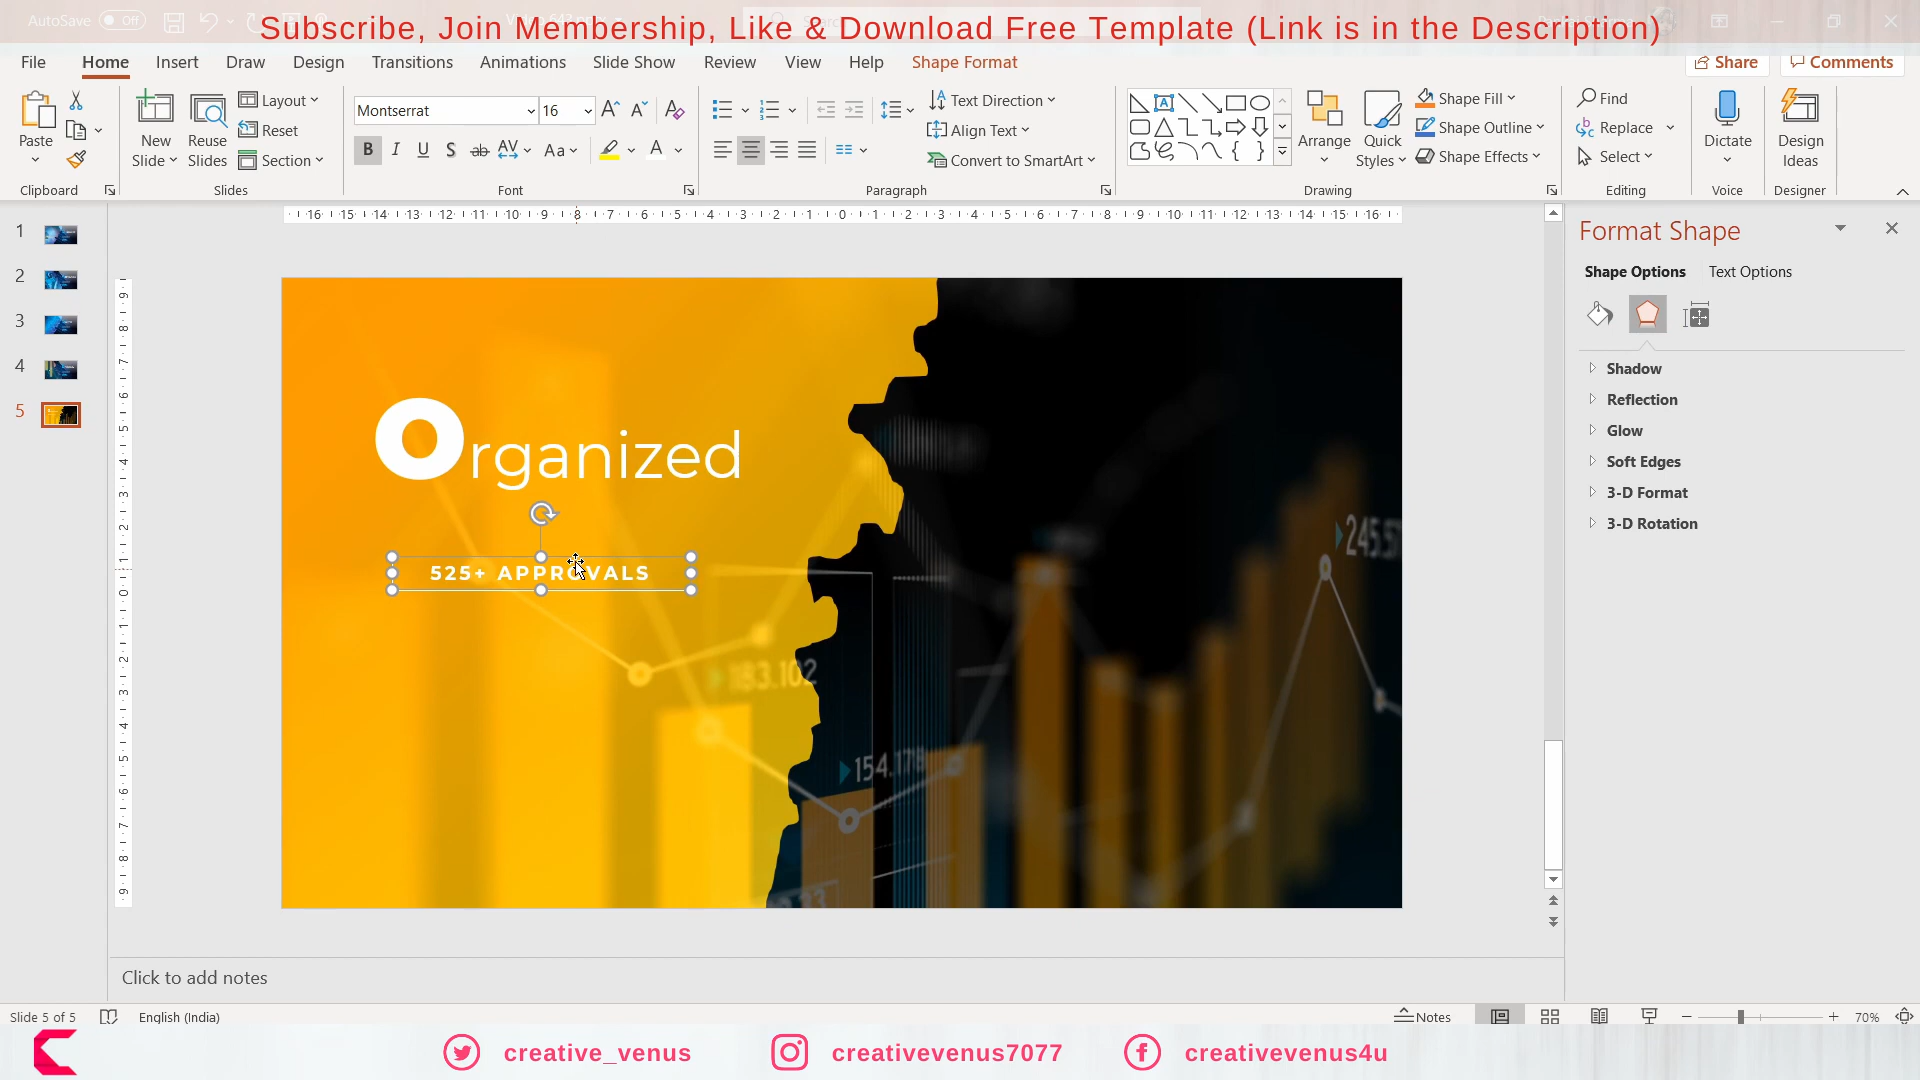 Subscribe, Join Membership, Like & Download Free Template (Link is in the Description)
AutoSave Off
File Home Insert Draw Design Transitions Animations Slide Show Review View Help Shape Format Share Comments
Paste
Clipboard
New Slide
Reuse Slides
Layout
Reset
Section
Slides
Montserrat 16
Font
Text Direction
Align Text
Convert to SmartArt
Paragraph
Arrange
Quick Styles
Shape Fill
Shape Outline
Shape Effects
Drawing
Find
Replace
Select
Editing
Dictate
Voice
Design Ideas
Designer
1
2
3
4
5
Organized
525+ APPROVALS
183.102
154.178
Format Shape
Shape Options Text Options
Shadow
Reflection
Glow
Soft Edges
3-D Format
3-D Rotation
Click to add notes
Slide 5 of 5 English (India) Notes 70%
creative_venus creativevenus7077 creativevenus4u